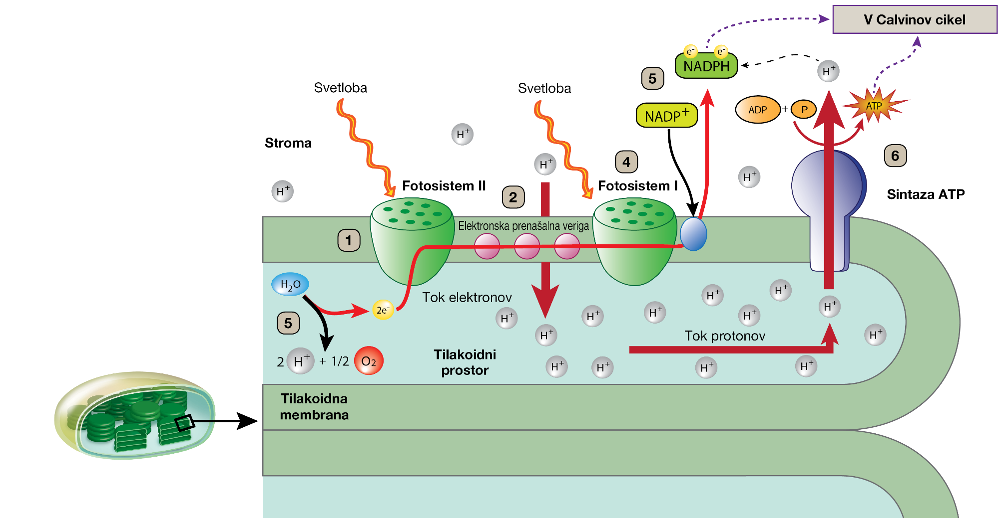 V Calvinov cikel
e-
e-
NADPH
H+
5
Svetloba
Svetloba
NADP+
ADP
+
P
ATP
H+
Stroma
H+
4
6
H+
H+
Fotosistem II
2
Fotosistem I
Sintaza ATP
Elektronska prenašalna veriga
1
H2O
2e-
Tok elektronov
H+
H+
H+
H+
H+
H+
H+
5
H+
Tok protonov
H+
2 H+ + 1/2 O2
Tilakoidni
prostor
H+
H+
H+
H+
Tilakoidna
membrana